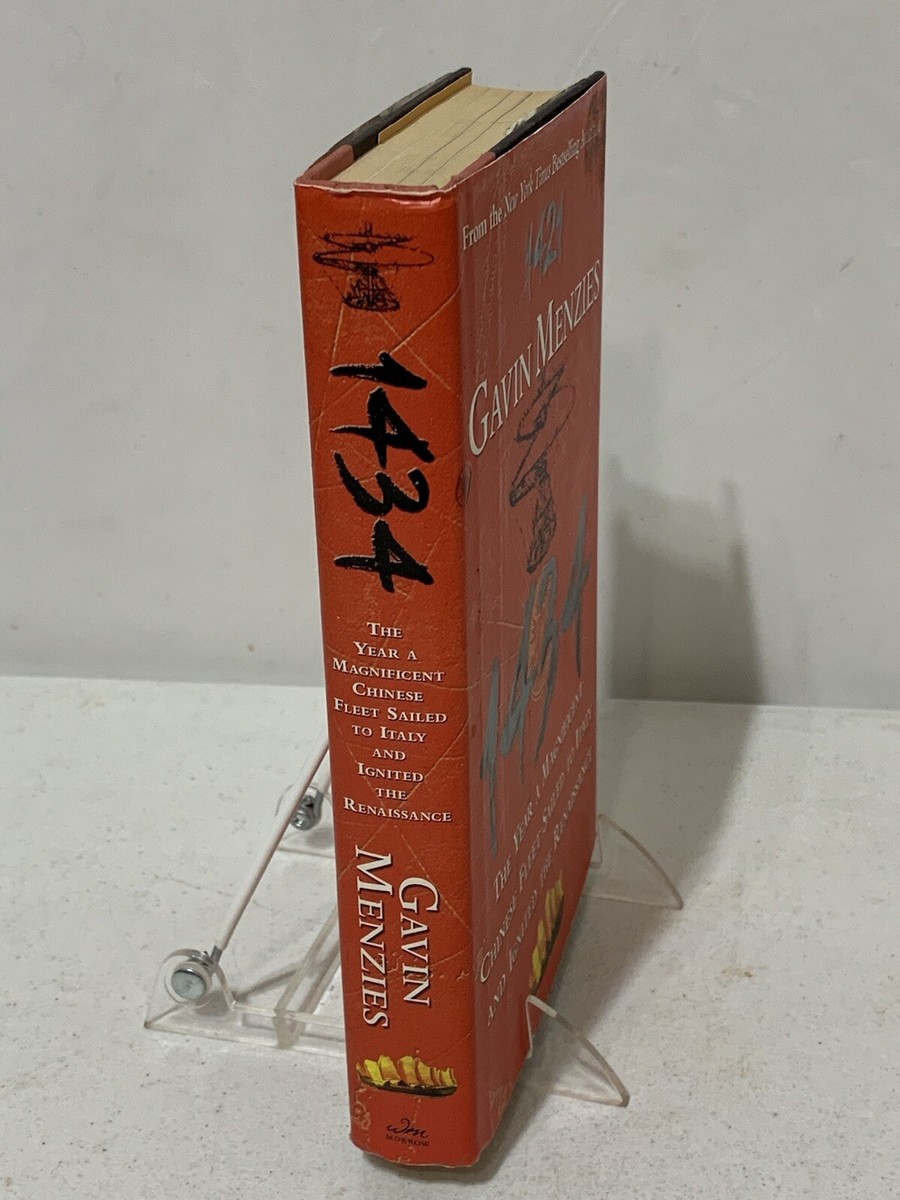 1434
THE
YEAR A
MAGNIFICENT
CHINESE
FLEET SAILED
TO ITALY
AND
IGNITED
THE
RENAISSANCE
GAVIN
MENZIES
Wm
MORROW
From the New York Times Bestselling Author
1421
GAVIN MENZIES
1434
THE YEAR A MAGNIFICENT
CHINESE FLEET SAILED TO ITALY
AND IGNITED THE RENAISSANCE